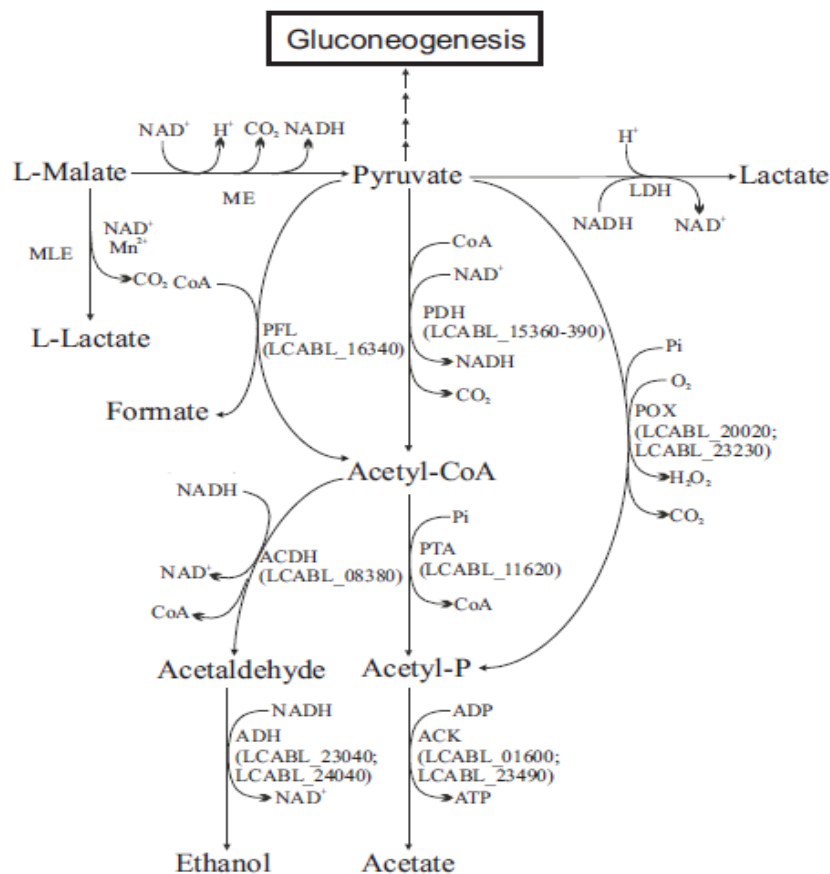 Gluconeogenesis
NAD⁺ H⁺ CO₂ NADH
L-Malate
ME
Pyruvate
H⁺
LDH
NADH NAD⁺
Lactate
NAD⁺
Mn²⁺
MLE
CO₂
L-Lactate
CoA
PFL
(LCABL_16340)
Formate
CoA
NAD⁺
PDH
(LCABL_15360-390)
NADH
CO₂
Pi
O₂
POX
(LCABL_20020;
LCABL_23230)
H₂O₂
CO₂
Acetyl-CoA
NADH
ACDH
(LCABL_08380)
NAD⁺
CoA
Pi
PTA
(LCABL_11620)
CoA
Acetaldehyde
Acetyl-P
NADH
ADH
(LCABL_23040;
LCABL_24040)
NAD⁺
ADP
ACK
(LCABL_01600;
LCABL_23490)
ATP
Ethanol
Acetate